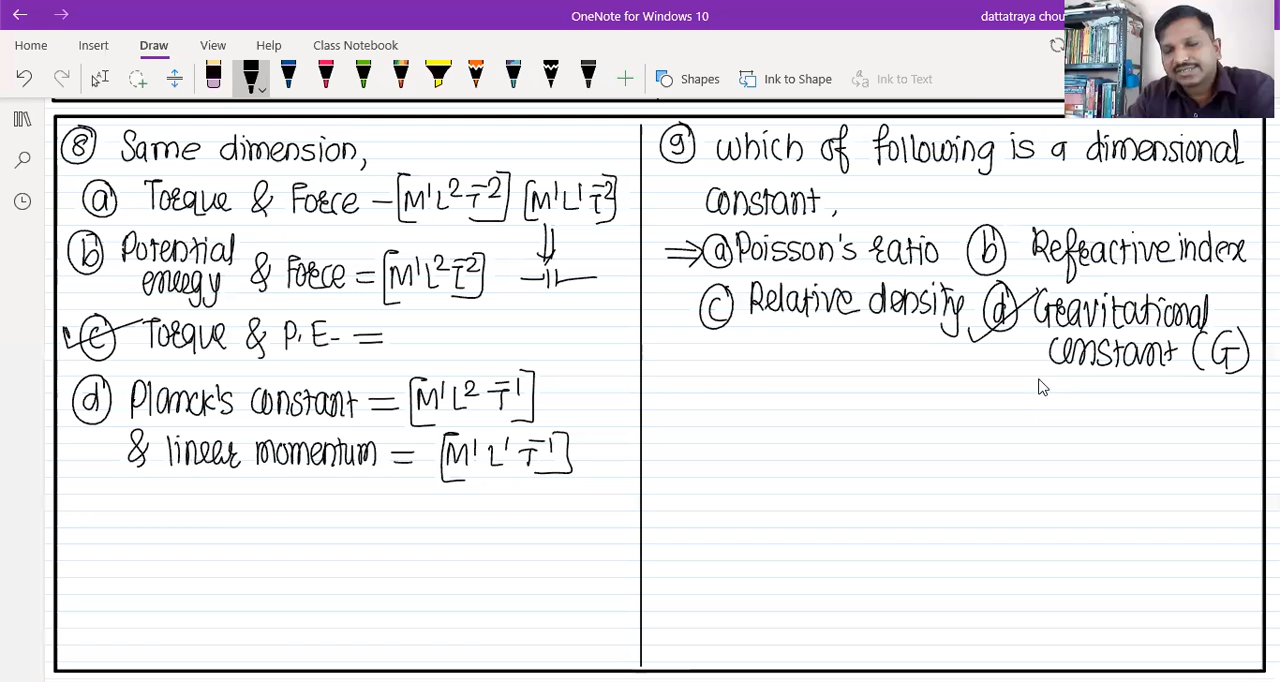 OneNote for Windows 10
dattatraya chou
Home Insert Draw View Help Class Notebook
Shapes Ink to Shape Ink to Text
⑧ Same dimension,
ⓐ Torque & Force - [M¹L²T⁻²] [M¹L¹T⁻²]
ⓑ Potential energy & Force = [M¹L²T⁻²]
ⓒ Torque & P.E- =
ⓓ Planck's constant = [M¹L²T⁻¹]
& linear momentum = [M¹L¹T⁻¹]
⑨ which of following is a dimensional
constant,
⇒ ⓐ Poisson's ratio ⓑ Refractive index
ⓒ Relative density ⓓ Gravitational
constant (G)